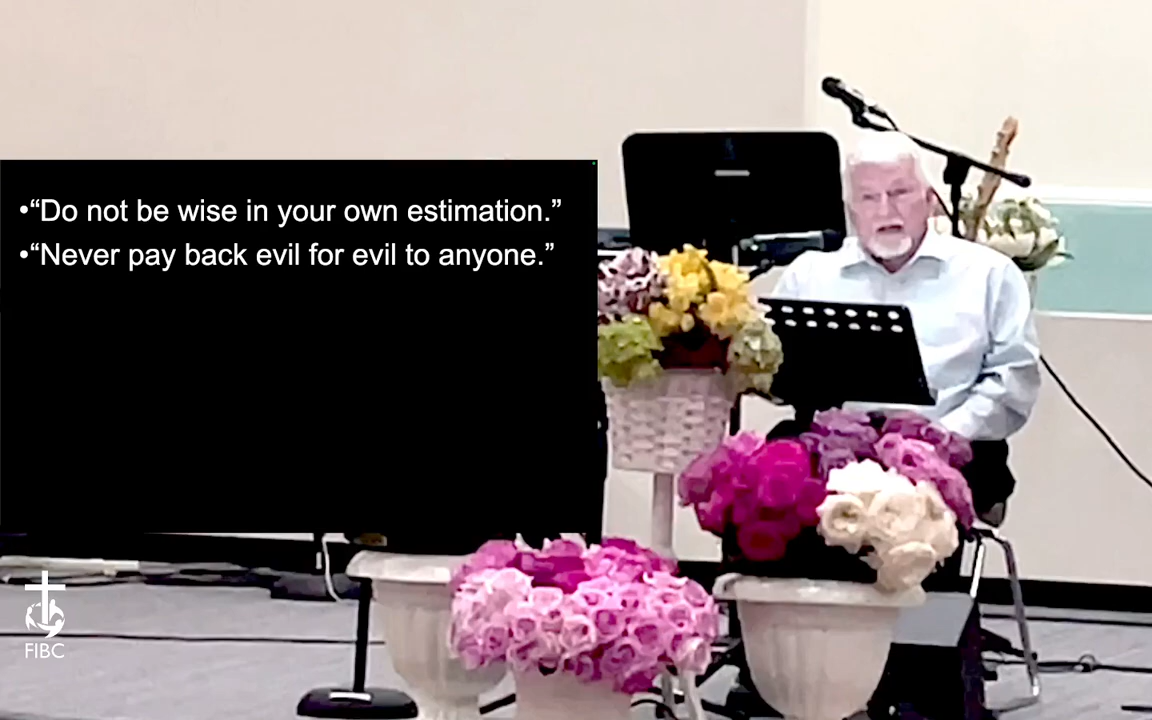 •“Do not be wise in your own estimation.”
•“Never pay back evil for evil to anyone.”
FIBC